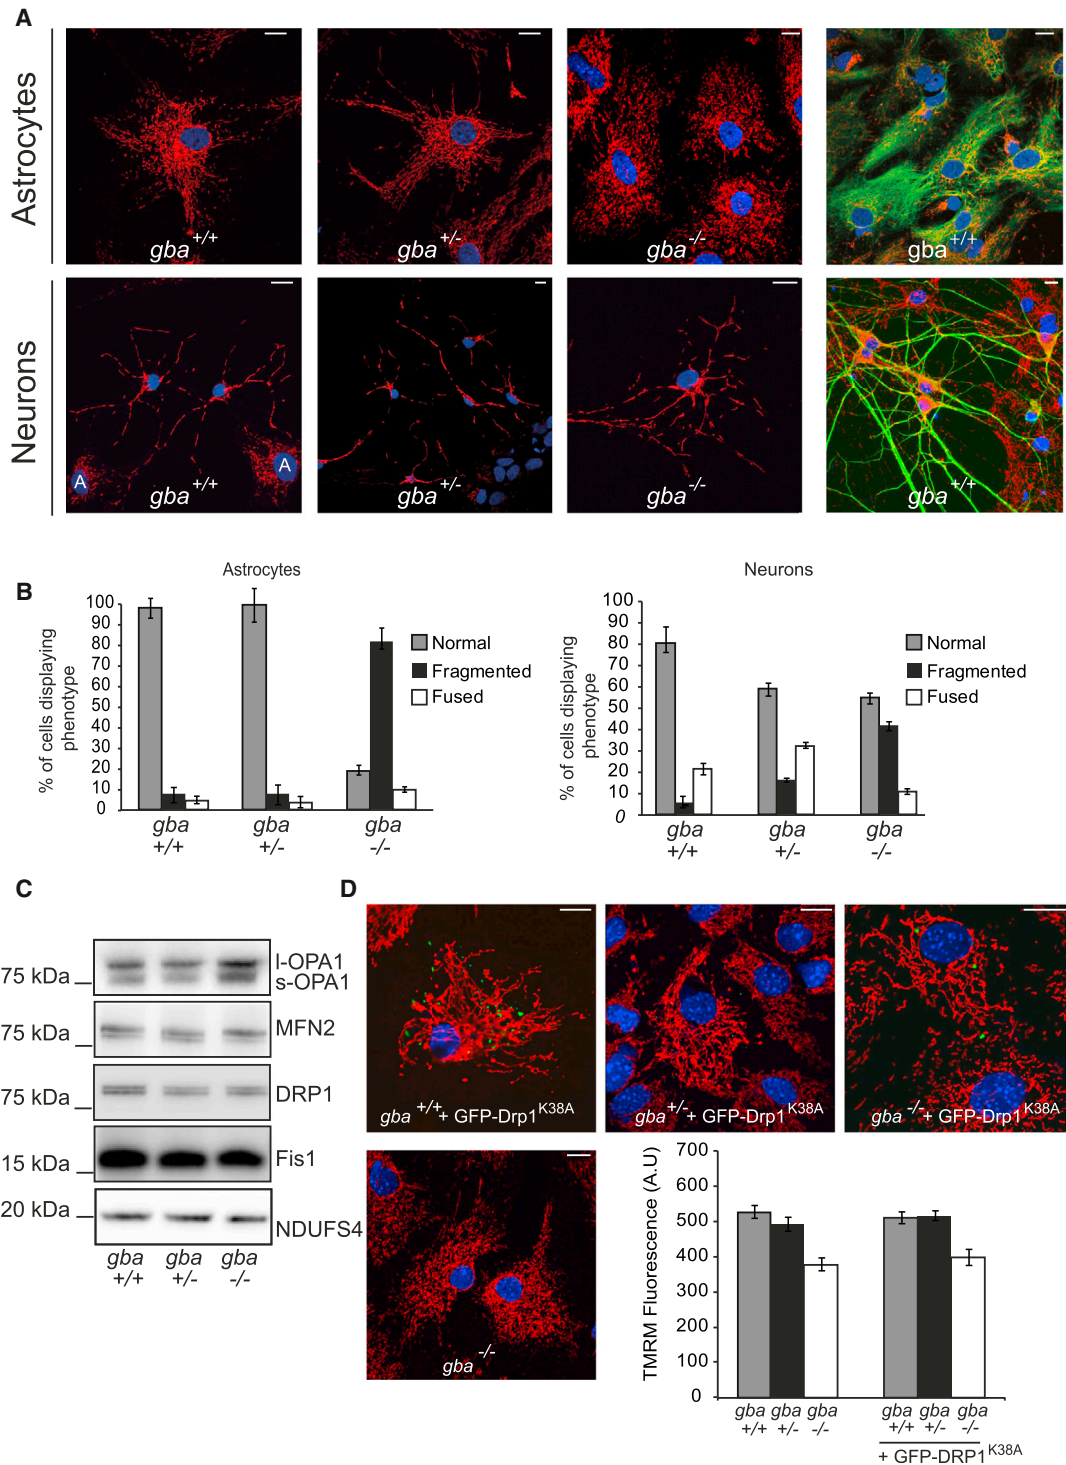 A
Astrocytes
gba +/+
gba +/-
gba -/-
gba +/+
Neurons
A
A
gba +/+
gba +/-
gba -/-
gba +/+
B
Astrocytes
% of cells displaying
phenotype
100
90
80
70
60
50
40
30
20
10
0
gba
+/+
gba
+/-
gba
-/-
Normal
Fragmented
Fused
Neurons
% of cells displaying
phenotype
100
90
80
70
60
50
40
30
20
10
0
gba
+/+
gba
+/-
gba
-/-
Normal
Fragmented
Fused
C
75 kDa
l-OPA1
s-OPA1
75 kDa
MFN2
75 kDa
DRP1
15 kDa
Fis1
20 kDa
NDUFS4
gba
+/+
gba
+/-
gba
-/-
D
gba +/+ + GFP-Drp1K38A
gba +/- + GFP-Drp1K38A
gba -/- + GFP-Drp1K38A
gba -/-
TMRM Fluorescence (A.U)
700
600
500
400
300
200
100
0
gba gba gba
+/+ +/- -/-
gba gba gba
+/+ +/- -/-
+ GFP-DRP1K38A